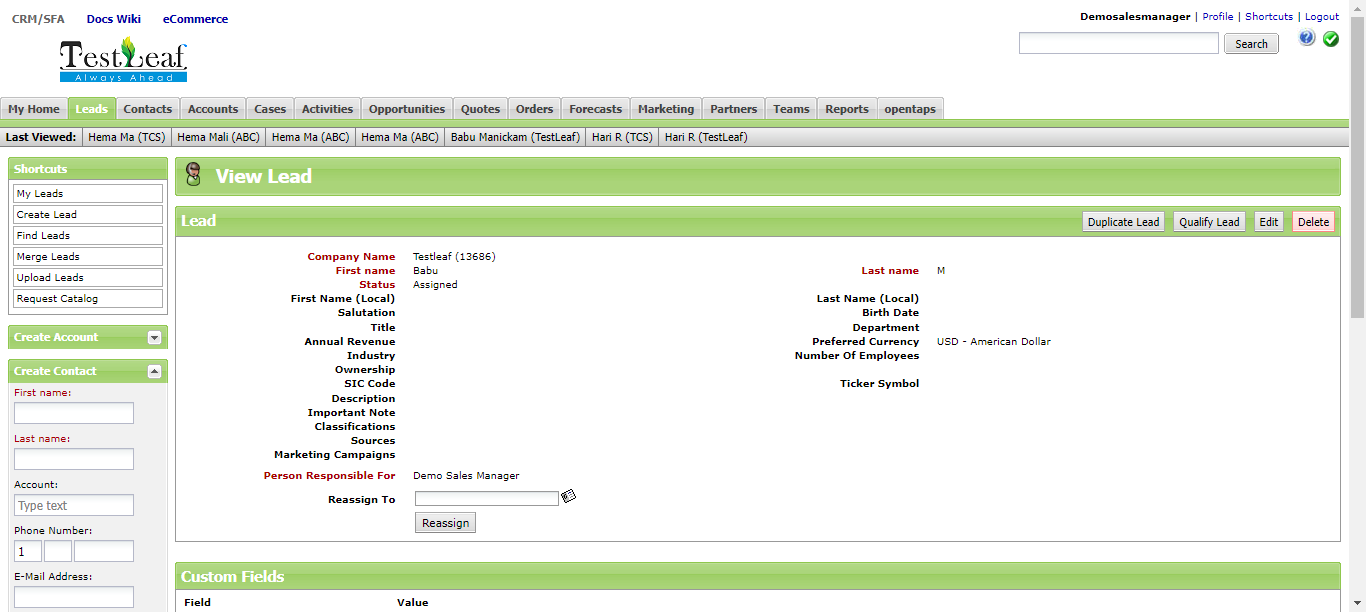 CRM/SFA Docs Wiki eCommerce
Demosalesmanager | Profile | Shortcuts | Logout
TestLeaf
Always Ahead
Search
My Home Leads Contacts Accounts Cases Activities Opportunities Quotes Orders Forecasts Marketing Partners Teams Reports opentaps
Last Viewed: Hema Ma (TCS) Hema Mali (ABC) Hema Ma (ABC) Hema Ma (ABC) Babu Manickam (TestLeaf) Hari R (TCS) Hari R (TestLeaf)
Shortcuts
My Leads
Create Lead
Find Leads
Merge Leads
Upload Leads
Request Catalog
Create Account
Create Contact
First name:
Last name:
Account:
Type text
Phone Number:
1
E-Mail Address:
View Lead
Lead Duplicate Lead Qualify Lead Edit Delete
Company Name Testleaf (13686)
First name Babu Last name M
Status Assigned
First Name (Local) Last Name (Local)
Salutation Birth Date
Title Department
Annual Revenue Preferred Currency USD - American Dollar
Industry Number Of Employees
Ownership
SIC Code Ticker Symbol
Description
Important Note
Classifications
Sources
Marketing Campaigns
Person Responsible For Demo Sales Manager
Reassign To
Reassign
Custom Fields
Field Value